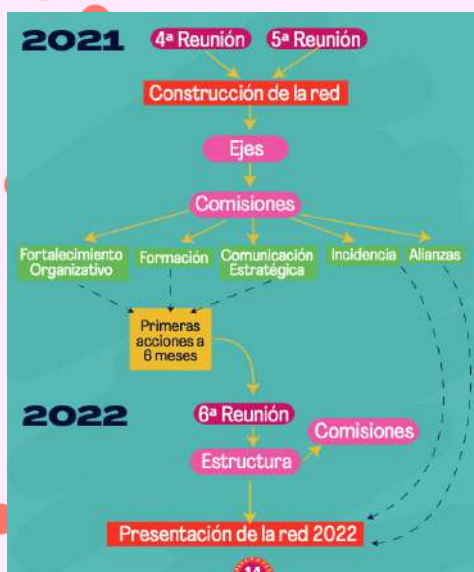 2021
4ª Reunión
5ª Reunión
Construcción de la red
Ejes
Comisiones
Fortalecimiento
Organizativo
Formación
Comunicación
Estratégica
Incidencia
Alianzas
Primeras
acciones a
6 meses
2022
6ª Reunión
Comisiones
Estructura
Presentación de la red 2022
14